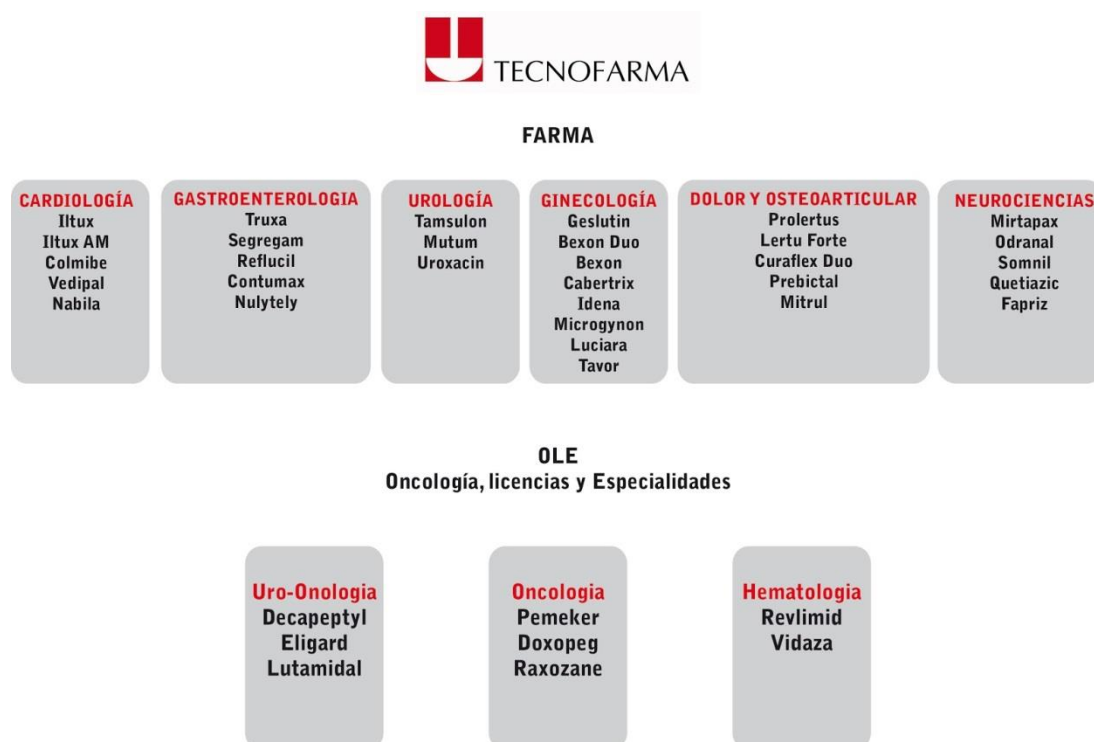 TECNOFARMA
FARMA
CARDIOLOGÍA
Iltux
Iltux AM
Colmibe
Vedipal
Nabila
GASTROENTEROLOGIA
Truxa
Segregam
Reflucil
Contumax
Nulytely
UROLOGÍA
Tamsulon
Mutum
Uroxacin
GINECOLOGÍA
Geslutin
Bexon Duo
Bexon
Cabertrix
Idena
Microgynon
Luciara
Tavor
DOLOR Y OSTEOARTICULAR
Prolertus
Lertu Forte
Curaflex Duo
Prebictal
Mitrul
NEUROCIENCIAS
Mirtapax
Odranal
Somnil
Quetiazic
Fapriz
OLE
Oncología, licencias y Especialidades
Uro-Onologia
Decapeptyl
Eligard
Lutamidal
Oncologia
Pemeker
Doxopeg
Raxozane
Hematologia
Revlimid
Vidaza